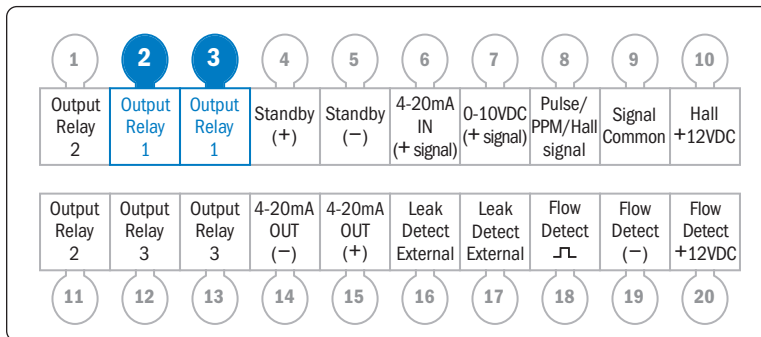 1 2 3 4 5 6 7 8 9 10
Output Relay 2
Output Relay 1
Output Relay 1
Standby (+)
Standby (−)
4-20mA IN (+ signal)
0-10VDC (+ signal)
Pulse/ PPM/Hall signal
Signal Common
Hall +12VDC
Output Relay 2
Output Relay 3
Output Relay 3
4-20mA OUT (−)
4-20mA OUT (+)
Leak Detect External
Leak Detect External
Flow Detect ⎍
Flow Detect (−)
Flow Detect +12VDC
11 12 13 14 15 16 17 18 19 20